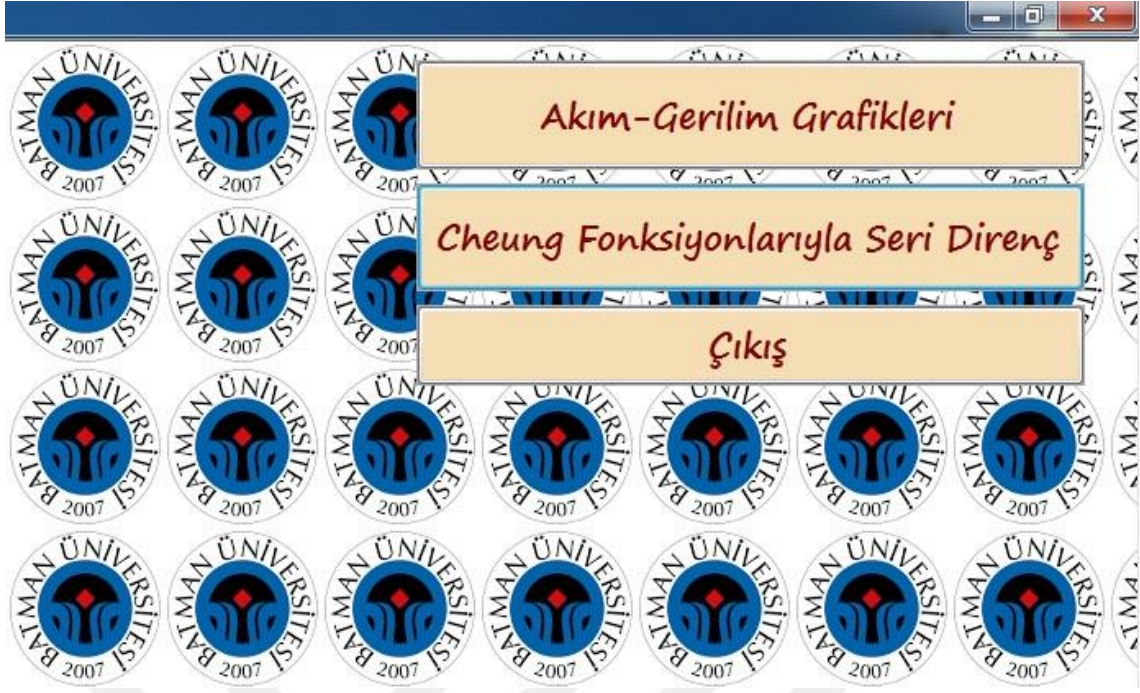 Akım-Gerilim Grafikleri
Cheung Fonksiyonlarıyla Seri Direnç
Çıkış
BATMAN ÜNİVERSİTESİ
2007